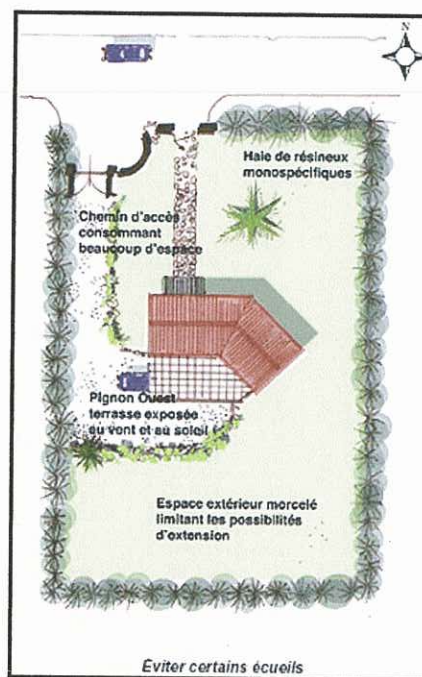 N
Haie de résineux
monospécifiques
Chemin d'accès
consommant
beaucoup d'espace
Pignon Ouest
terrasse exposée
au vent et au soleil
Espace extérieur morcelé
limitant les possibilités
d'extension
Éviter certains écueils